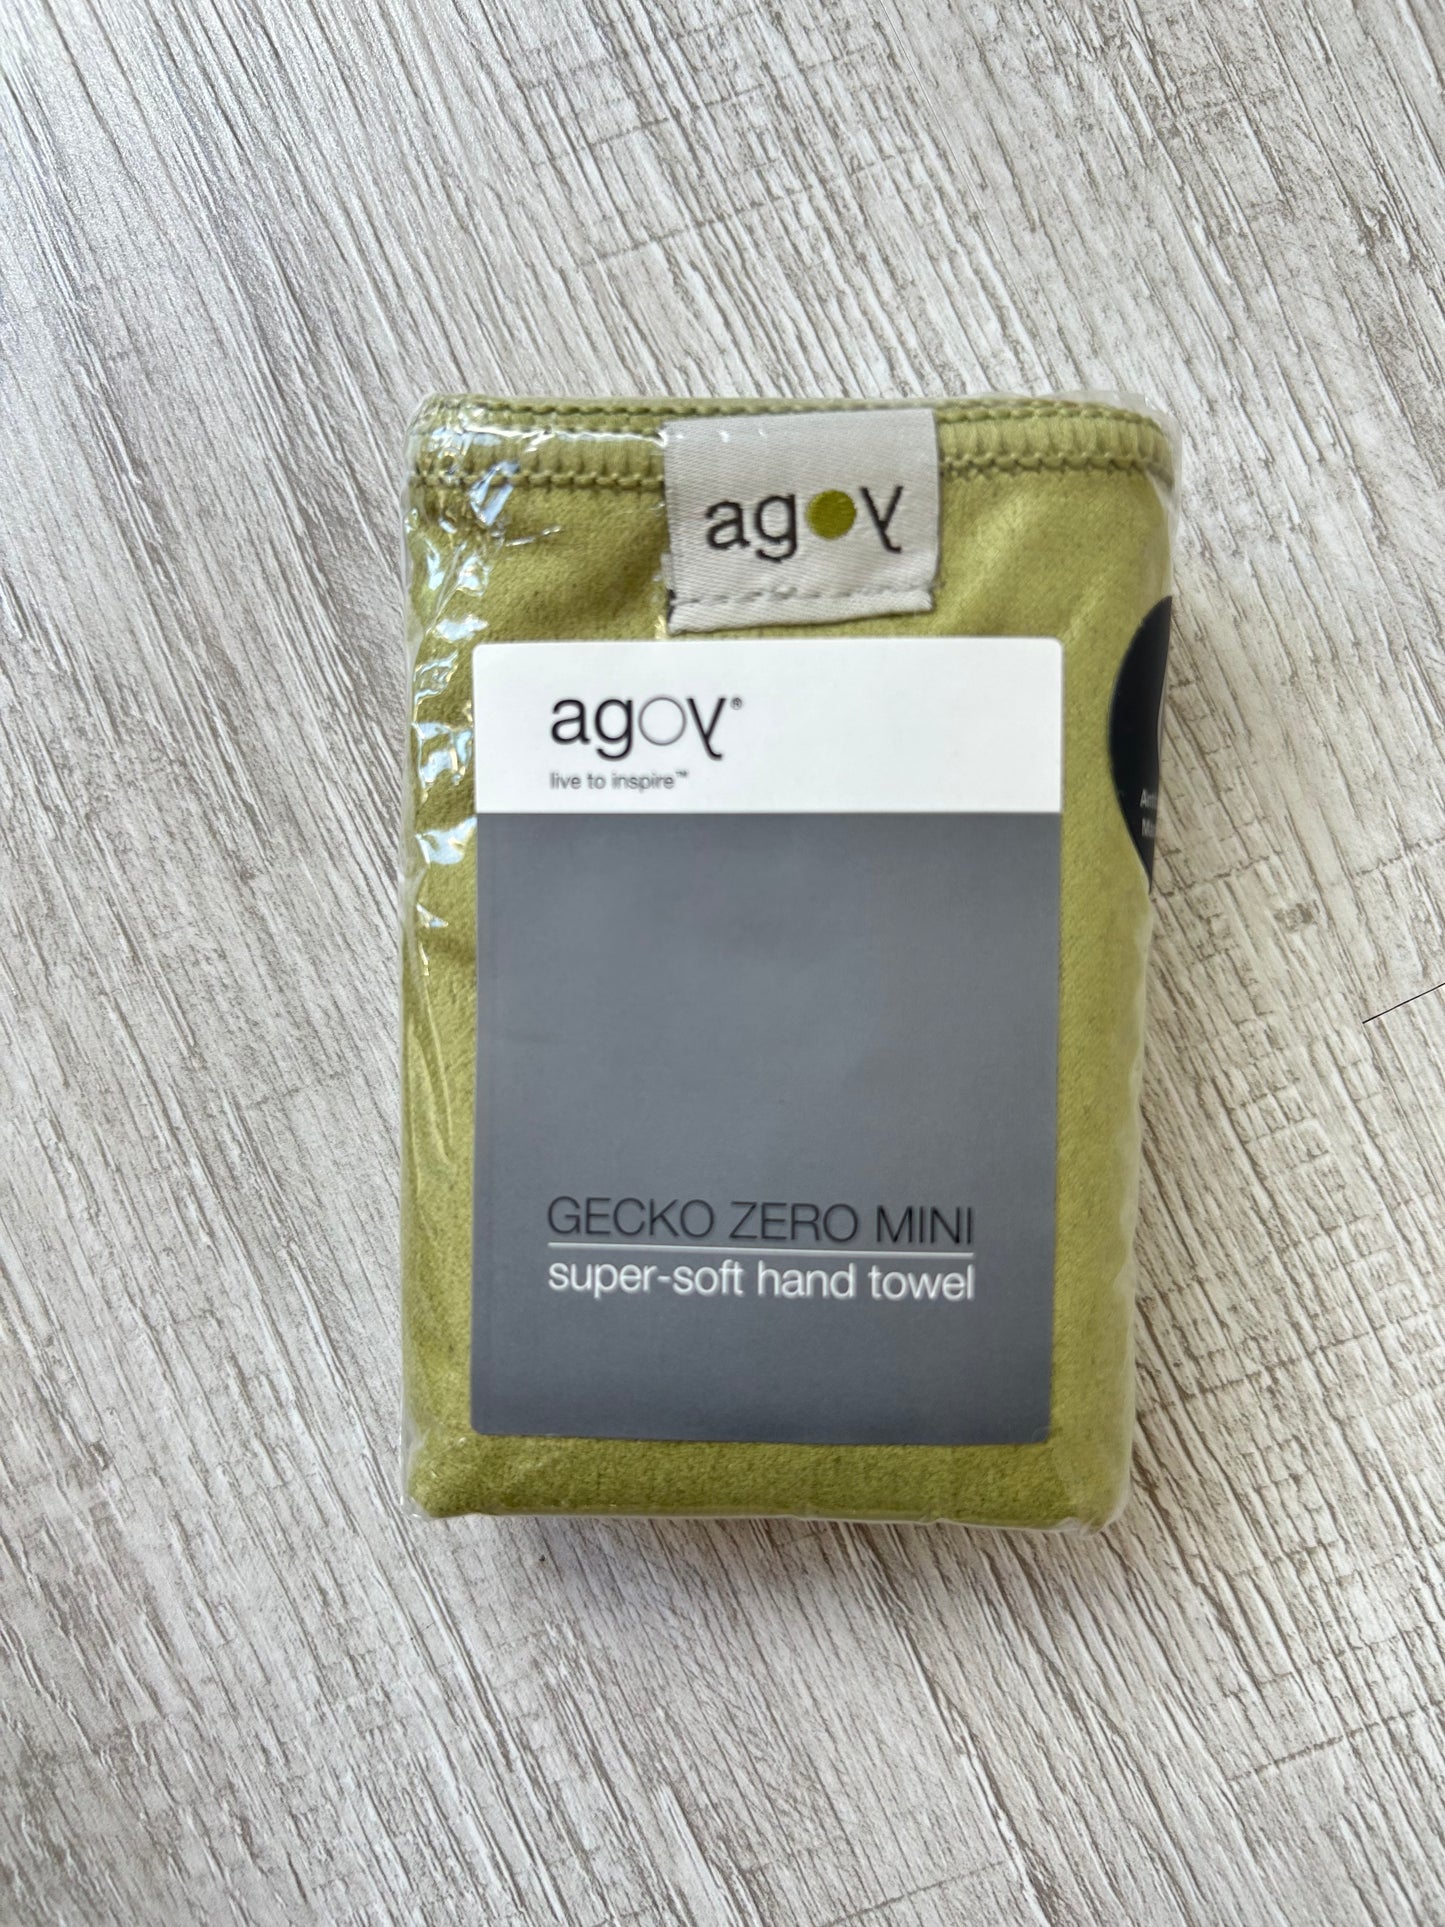 agoy
agoy®
live to inspire™
GECKO ZERO MINI
super-soft hand towel